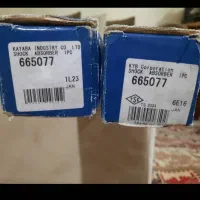 KAYABA INDUSTRY CO. LTD
SHOCK ABSORBER 1PC
665077
1L23
JAN
KYB Corporation
SHOCK ABSORBER 1PC
665077
6E16
JAN